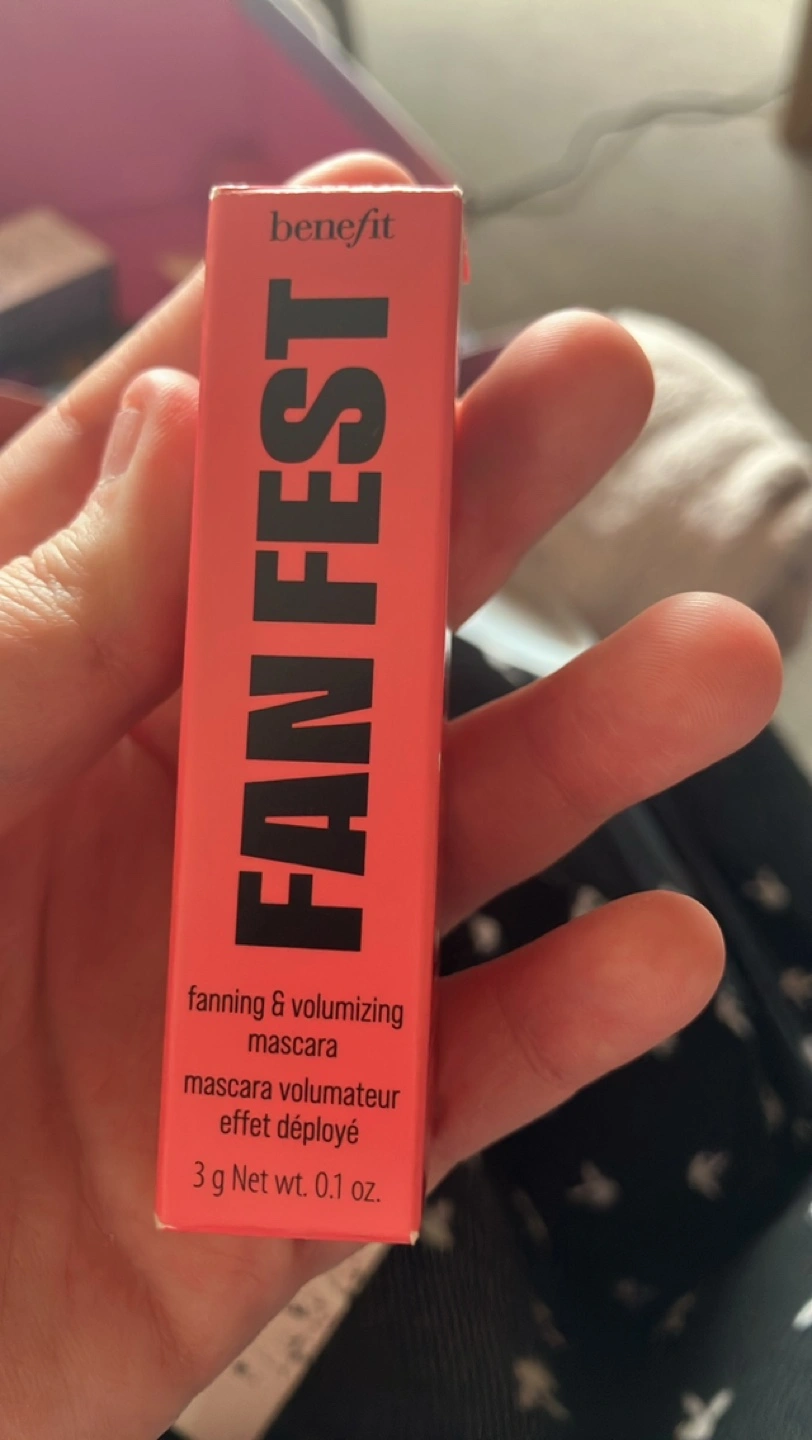 benefit
FAN FEST
fanning & volumizing
mascara
mascara volumateur
effet déployé
3 g Net wt. 0.1 oz.